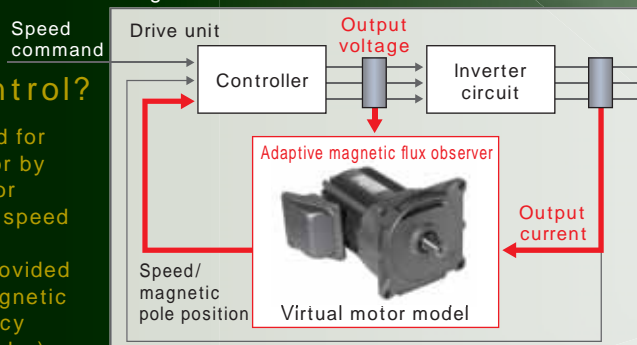 Speed
command
ntrol?
d for
or by
or
speed
ovided
gnetic
cy
Drive unit
Output
voltage
Controller
Inverter
circuit
Adaptive magnetic flux observer
Output
current
Speed/
magnetic
pole position
Virtual motor model